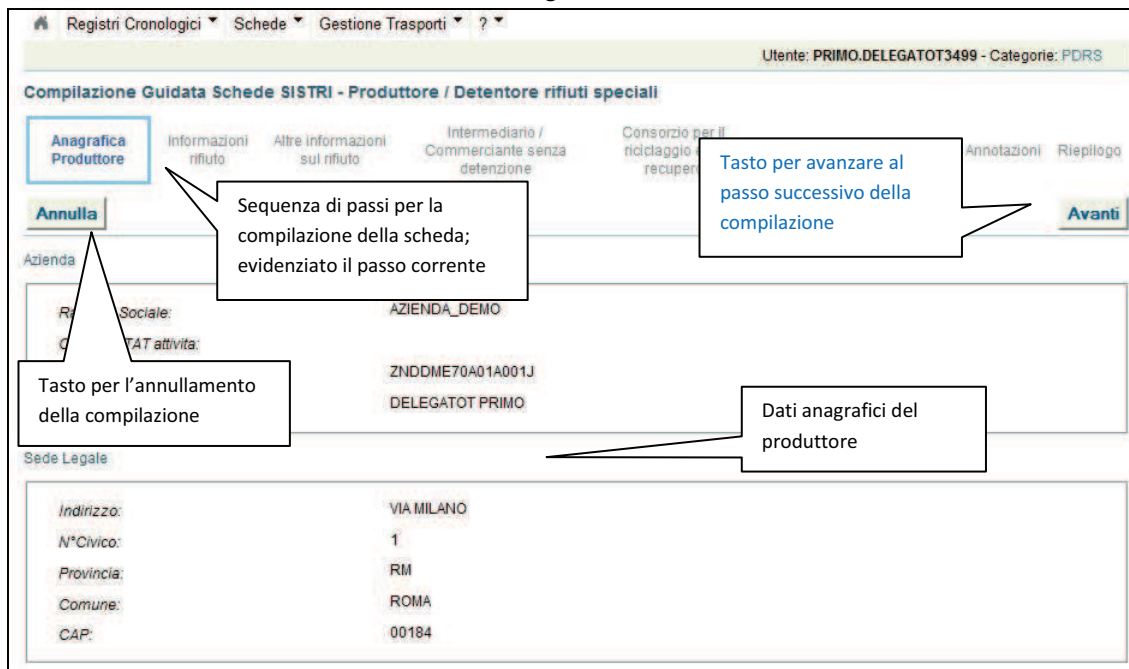 Registri Cronologici Schede Gestione Trasporti ?
Utente: PRIMO.DELEGATOT3499 - Categorie: PDRS
Compilazione Guidata Schede SISTRI - Produttore / Detentore rifiuti speciali
Anagrafica
Produttore
Informazioni
rifiuto
Altre informazioni
sul rifiuto
Intermediario /
Commerciante senza
detenzione
Consorzio per il
riciclaggio
Annotazioni
Riepilogo
Tasto per avanzare al
passo successivo della
compilazione
Sequenza di passi per la
compilazione della scheda;
evidenziato il passo corrente
Annulla
Avanti
Azienda
Sociale: AZIENDA_DEMO
attivita:
ZNDDME70A01A001J
DELEGATOT PRIMO
Tasto per l’annullamento
della compilazione
Dati anagrafici del
produttore
Sede Legale
Indirizzo: VIA MILANO
N°Civico: 1
Provincia: RM
Comune: ROMA
CAP: 00184